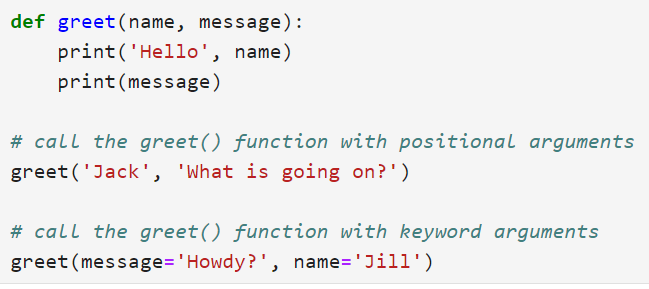 def greet(name, message):
    print('Hello', name)
    print(message)
# call the greet() function with positional arguments
greet('Jack', 'What is going on?')
# call the greet() function with keyword arguments
greet(message='Howdy?', name='Jill')